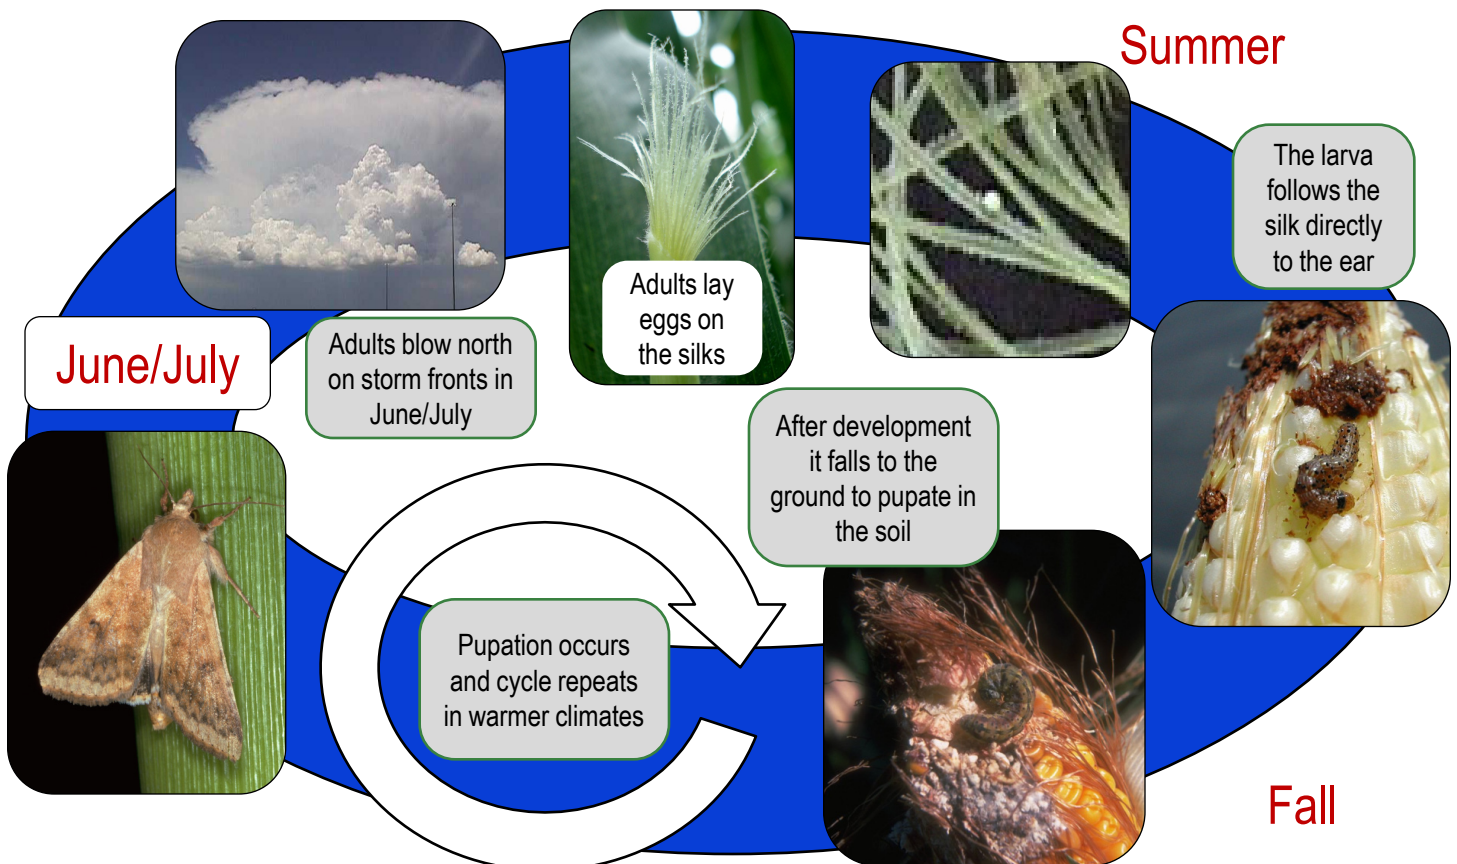 Summer
June/July
Adults blow north
on storm fronts in
June/July
Adults lay
eggs on
the silks
The larva
follows the
silk directly
to the ear
After development
it falls to the
ground to pupate in
the soil
Pupation occurs
and cycle repeats
in warmer climates
Fall